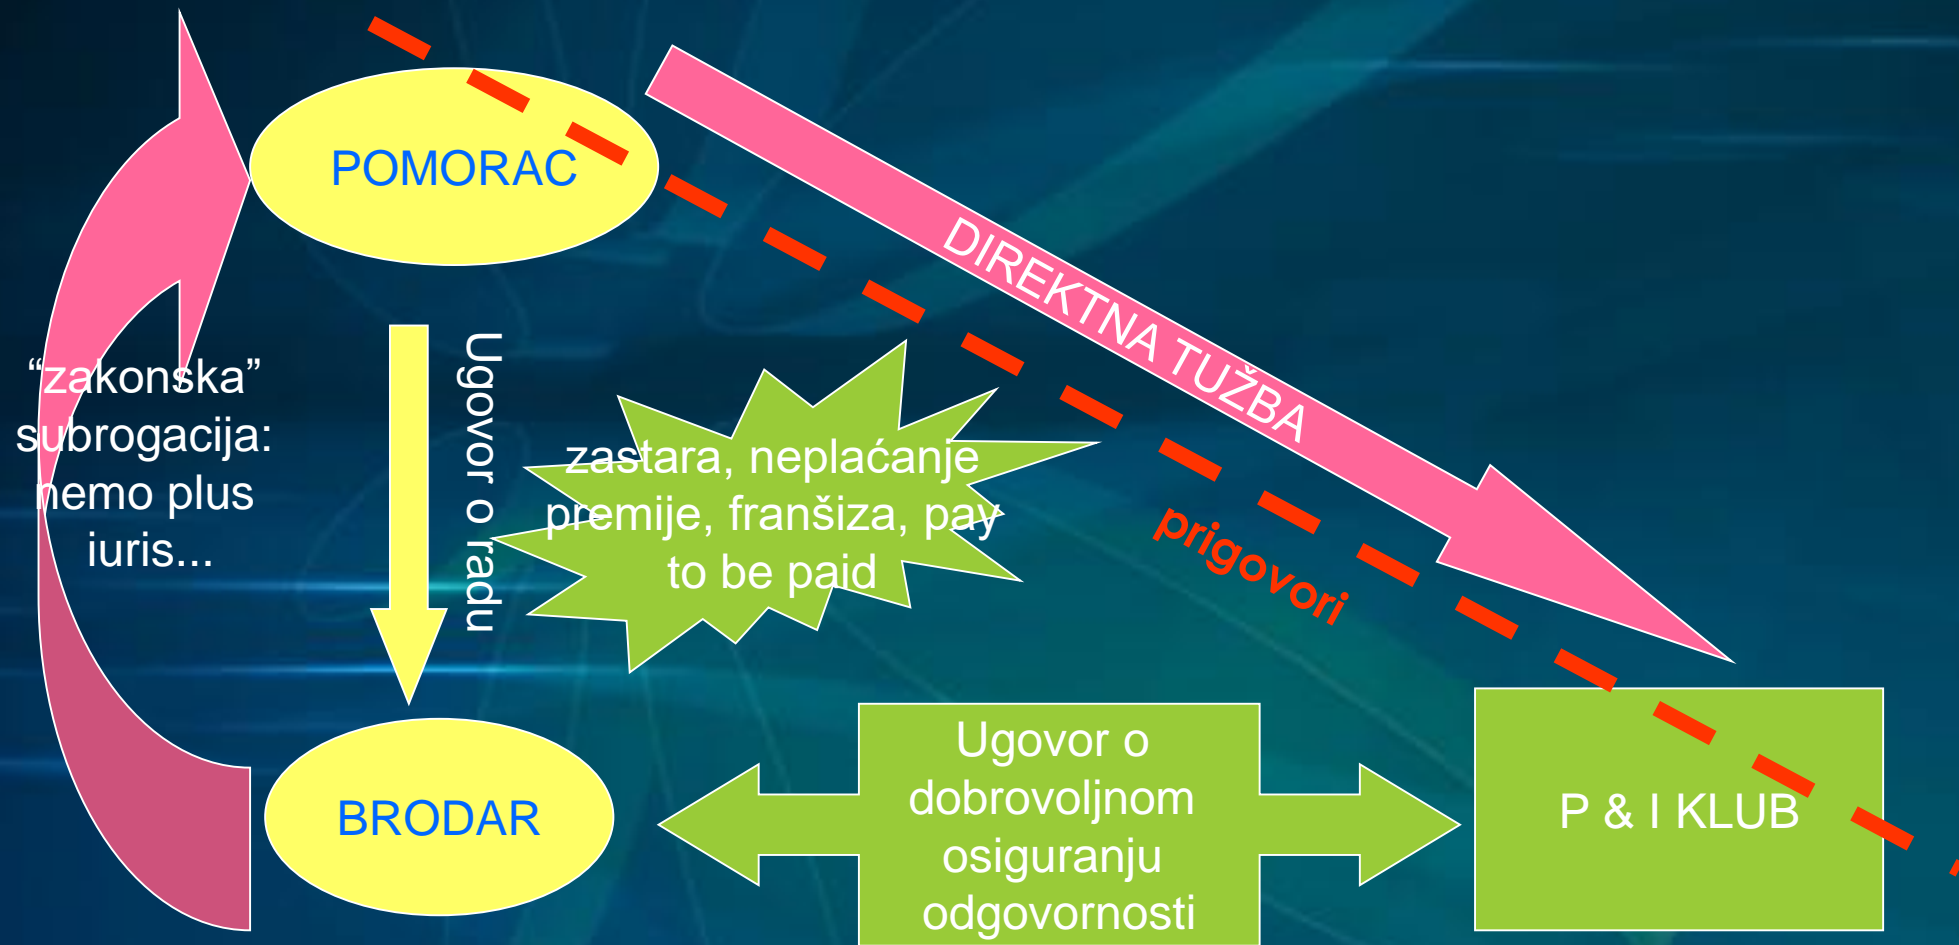 POMORAC
DIREKTNA TUŽBA
“zakonska”
subrogacija:
nemo plus
iuris...
Ugovor o radu
zastara, neplaćanje
premije, franšiza, pay
to be paid
prigovori
BRODAR
Ugovor o
dobrovoljnom
osiguranju
odgovornosti
P & I KLUB